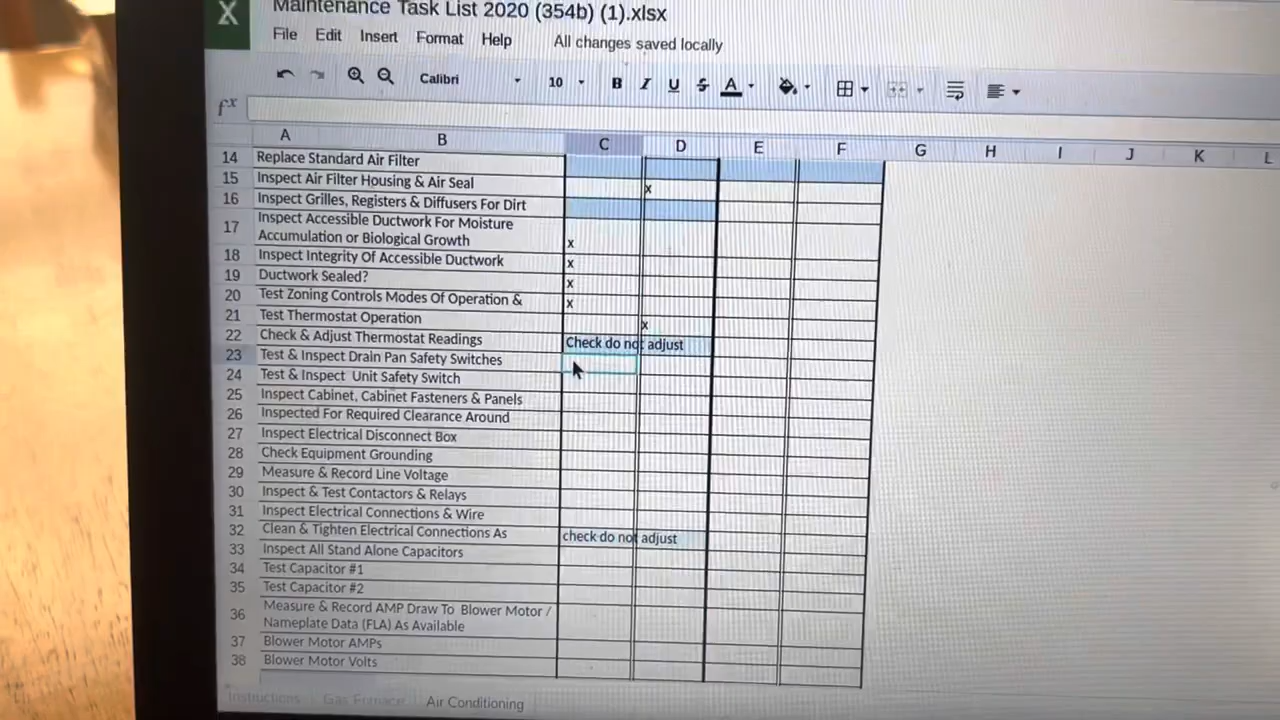 X
Maintenance Task List 2020 (354b) (1).xlsx
File Edit Insert Format Help All changes saved locally
Calibri 10 B I U S A
fx
A B C D E F G H I J K L
14 Replace Standard Air Filter
15 Inspect Air Filter Housing & Air Seal x
16 Inspect Grilles, Registers & Diffusers For Dirt
17 Inspect Accessible Ductwork For Moisture
Accumulation or Biological Growth x
18 Inspect Integrity Of Accessible Ductwork x
19 Ductwork Sealed? x
20 Test Zoning Controls Modes Of Operation & x
21 Test Thermostat Operation x
22 Check & Adjust Thermostat Readings Check do not adjust
23 Test & Inspect Drain Pan Safety Switches
24 Test & Inspect Unit Safety Switch
25 Inspect Cabinet, Cabinet Fasteners & Panels
26 Inspected For Required Clearance Around
27 Inspect Electrical Disconnect Box
28 Check Equipment Grounding
29 Measure & Record Line Voltage
30 Inspect & Test Contactors & Relays
31 Inspect Electrical Connections & Wire
32 Clean & Tighten Electrical Connections As check do not adjust
33 Inspect All Stand Alone Capacitors
34 Test Capacitor #1
35 Test Capacitor #2
36 Measure & Record AMP Draw To Blower Motor /
Nameplate Data (FLA) As Available
37 Blower Motor AMPs
38 Blower Motor Volts
Instructions Gas Furnace Air Conditioning